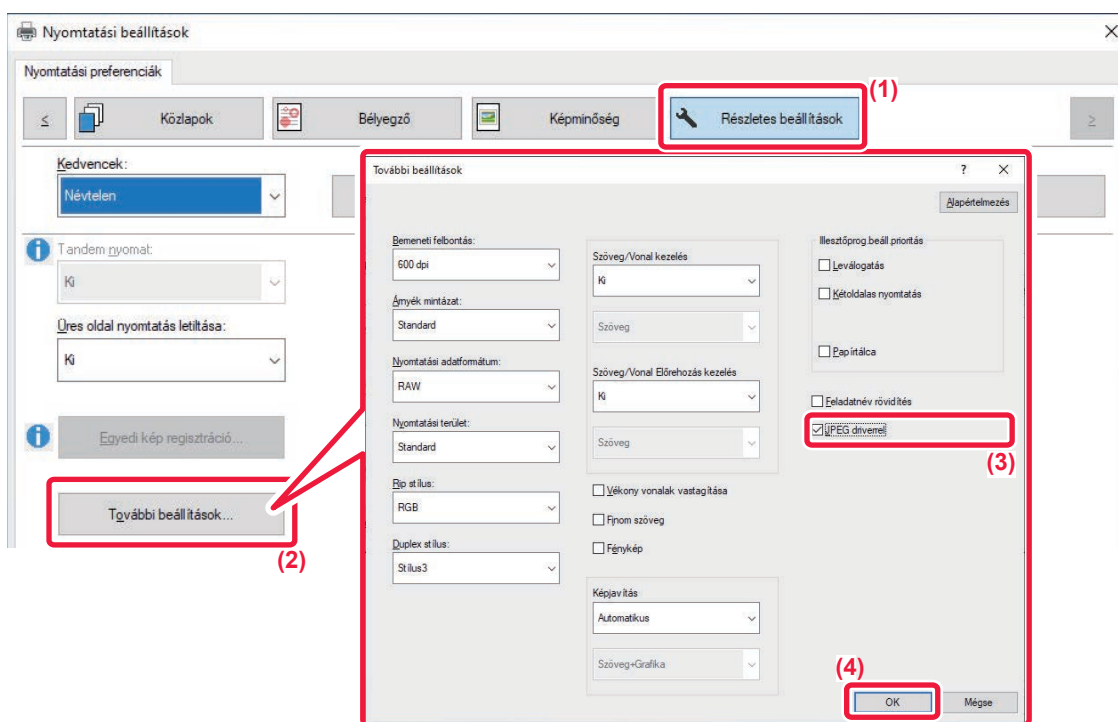 Nyomtatási beállítások
Nyomtatási preferenciák
(1)
<
Közlapok
Bélyegző
Képminőség
Részletes beállítások
>
Kedvencek:
Névtelen
Tandem nyomat:
Ki
Üres oldal nyomtatás letiltása:
Ki
Egyedi kép regisztráció...
További beállítások...
(2)
További beállítások
?
Alapértelmezés
Bemeneti felbontás:
600 dpi
Árnyék mintázat:
Standard
Nyomtatási adatformátum:
RAW
Nyomtatási terület:
Standard
Rip stílus:
RGB
Duplex stílus:
Stílus3
Szöveg/Vonal kezelés
Ki
Szöveg
Szöveg/Vonal Előrehozás kezelés
Ki
Szöveg
Vékony vonalak vastagítása
Finom szöveg
Fénykép
Képjavítás
Automatikus
Szöveg+Grafika
Illesztőprog.beáll prioritás
Leválogatás
Kétoldalas nyomtatás
Papírtálca
Feladatnév rövidítés
JPEG driverrel
(3)
(4)
OK
Mégse